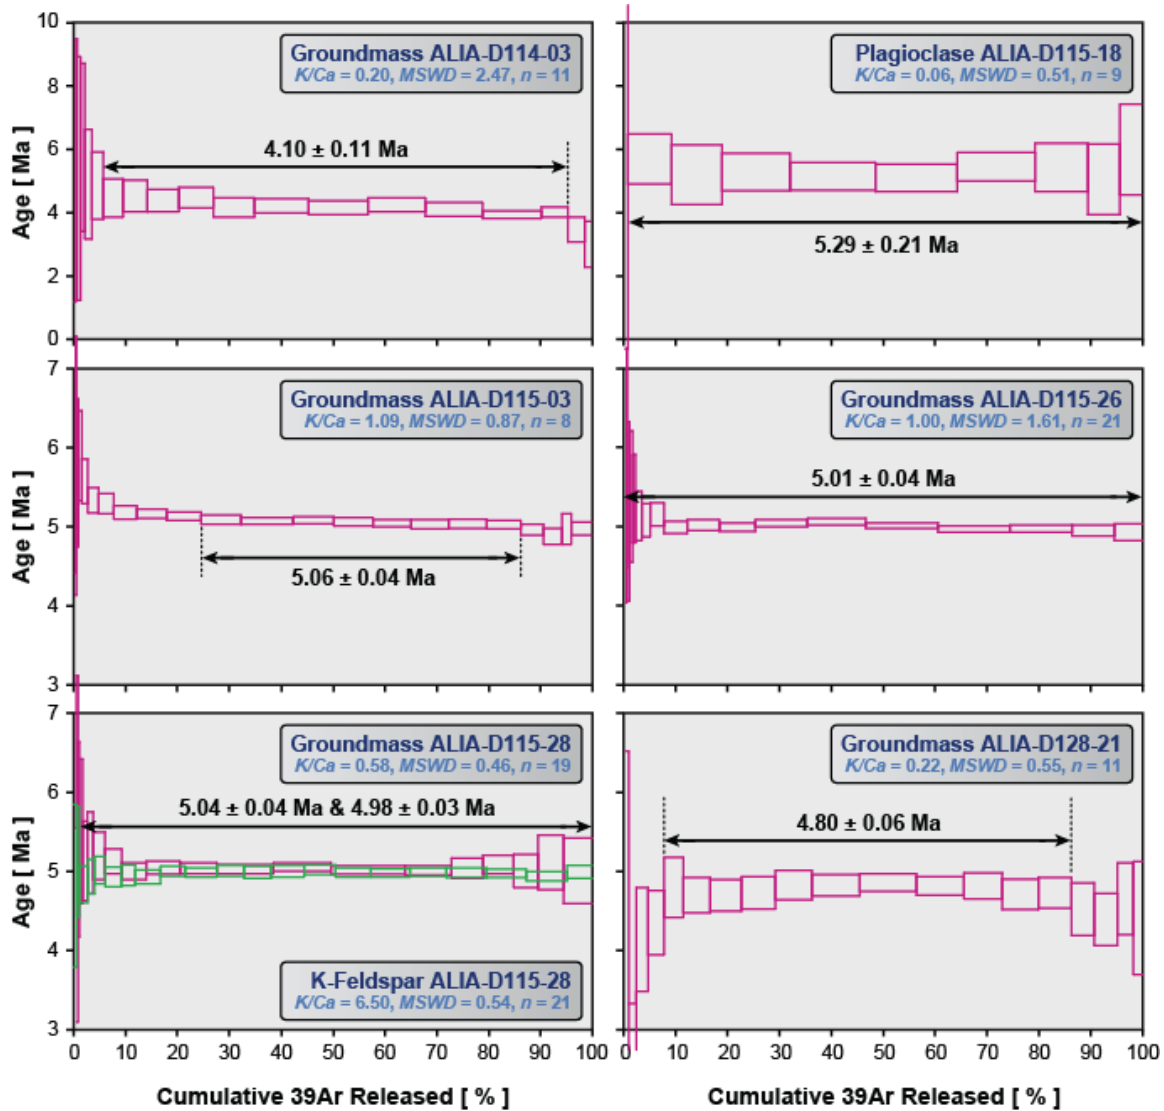 Groundmass ALIA-D114-03
K/Ca = 0.20, MSWD = 2.47, n = 11
4.10 ± 0.11 Ma
Age [ Ma ]
10
8
6
4
2
0
Plagioclase ALIA-D115-18
K/Ca = 0.06, MSWD = 0.51, n = 9
5.29 ± 0.21 Ma
Groundmass ALIA-D115-03
K/Ca = 1.09, MSWD = 0.87, n = 8
5.06 ± 0.04 Ma
Age [ Ma ]
7
6
5
4
3
Groundmass ALIA-D115-26
K/Ca = 1.00, MSWD = 1.61, n = 21
5.01 ± 0.04 Ma
Groundmass ALIA-D115-28
K/Ca = 0.58, MSWD = 0.46, n = 19
5.04 ± 0.04 Ma & 4.98 ± 0.03 Ma
K-Feldspar ALIA-D115-28
K/Ca = 6.50, MSWD = 0.54, n = 21
Age [ Ma ]
7
6
5
4
3
0 10 20 30 40 50 60 70 80 90 100
Cumulative 39Ar Released [ % ]
Groundmass ALIA-D128-21
K/Ca = 0.22, MSWD = 0.55, n = 11
4.80 ± 0.06 Ma
0 10 20 30 40 50 60 70 80 90 100
Cumulative 39Ar Released [ % ]